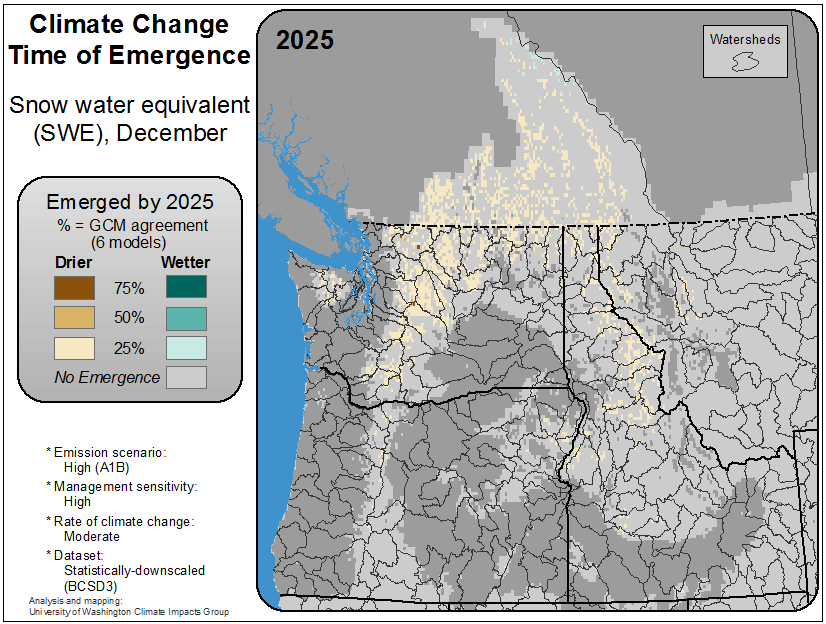 Climate Change
Time of Emergence
Snow water equivalent
(SWE), December
Emerged by 2025
% = GCM agreement
(6 models)
Drier Wetter
75%
50%
25%
No Emergence
* Emission scenario:
High (A1B)
* Management sensitivity:
High
* Rate of climate change:
Moderate
* Dataset:
Statistically-downscaled
(BCSD3)
Analysis and mapping:
University of Washington Climate Impacts Group
2025
Watersheds